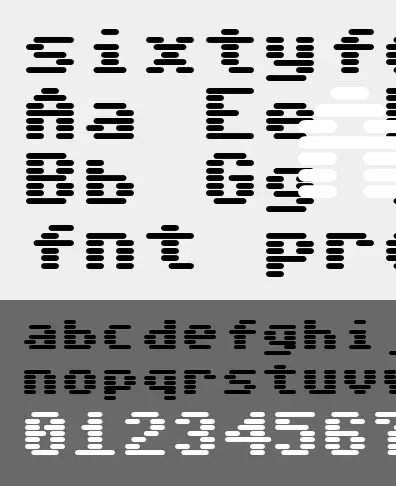 sixtyf
Aa Ee
Bb Gg
fnt pr
abcdefghi
nopqrstuv
01234567